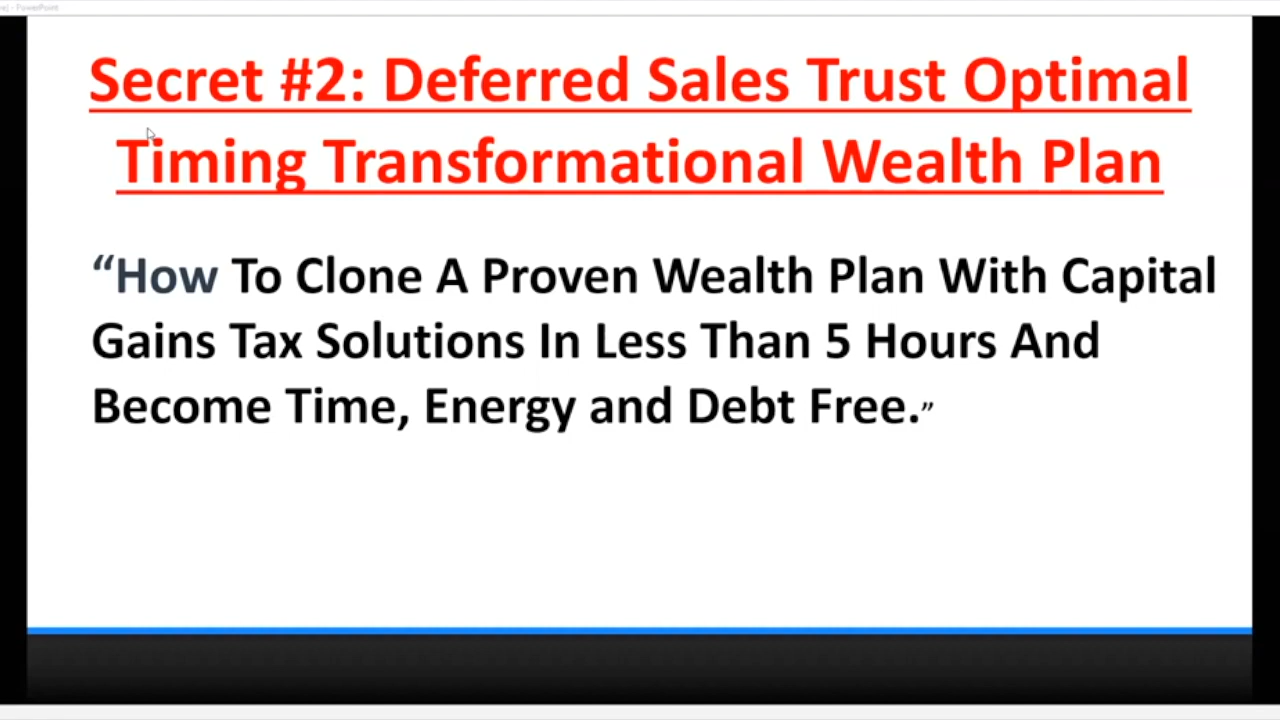 - PowerPoint
Secret #2: Deferred Sales Trust Optimal
Timing Transformational Wealth Plan
“How To Clone A Proven Wealth Plan With Capital
Gains Tax Solutions In Less Than 5 Hours And
Become Time, Energy and Debt Free.”